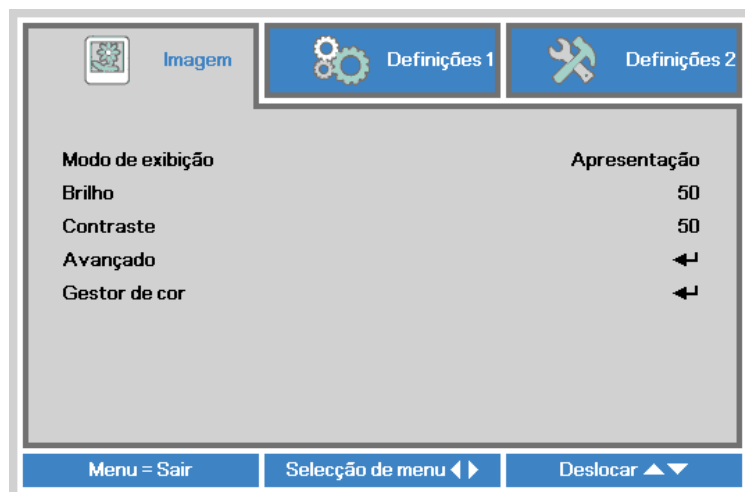 Imagem
Definições 1
Definições 2
Modo de exibição Apresentação
Brilho 50
Contraste 50
Avançado
Gestor de cor
Menu = Sair
Selecção de menu
Deslocar